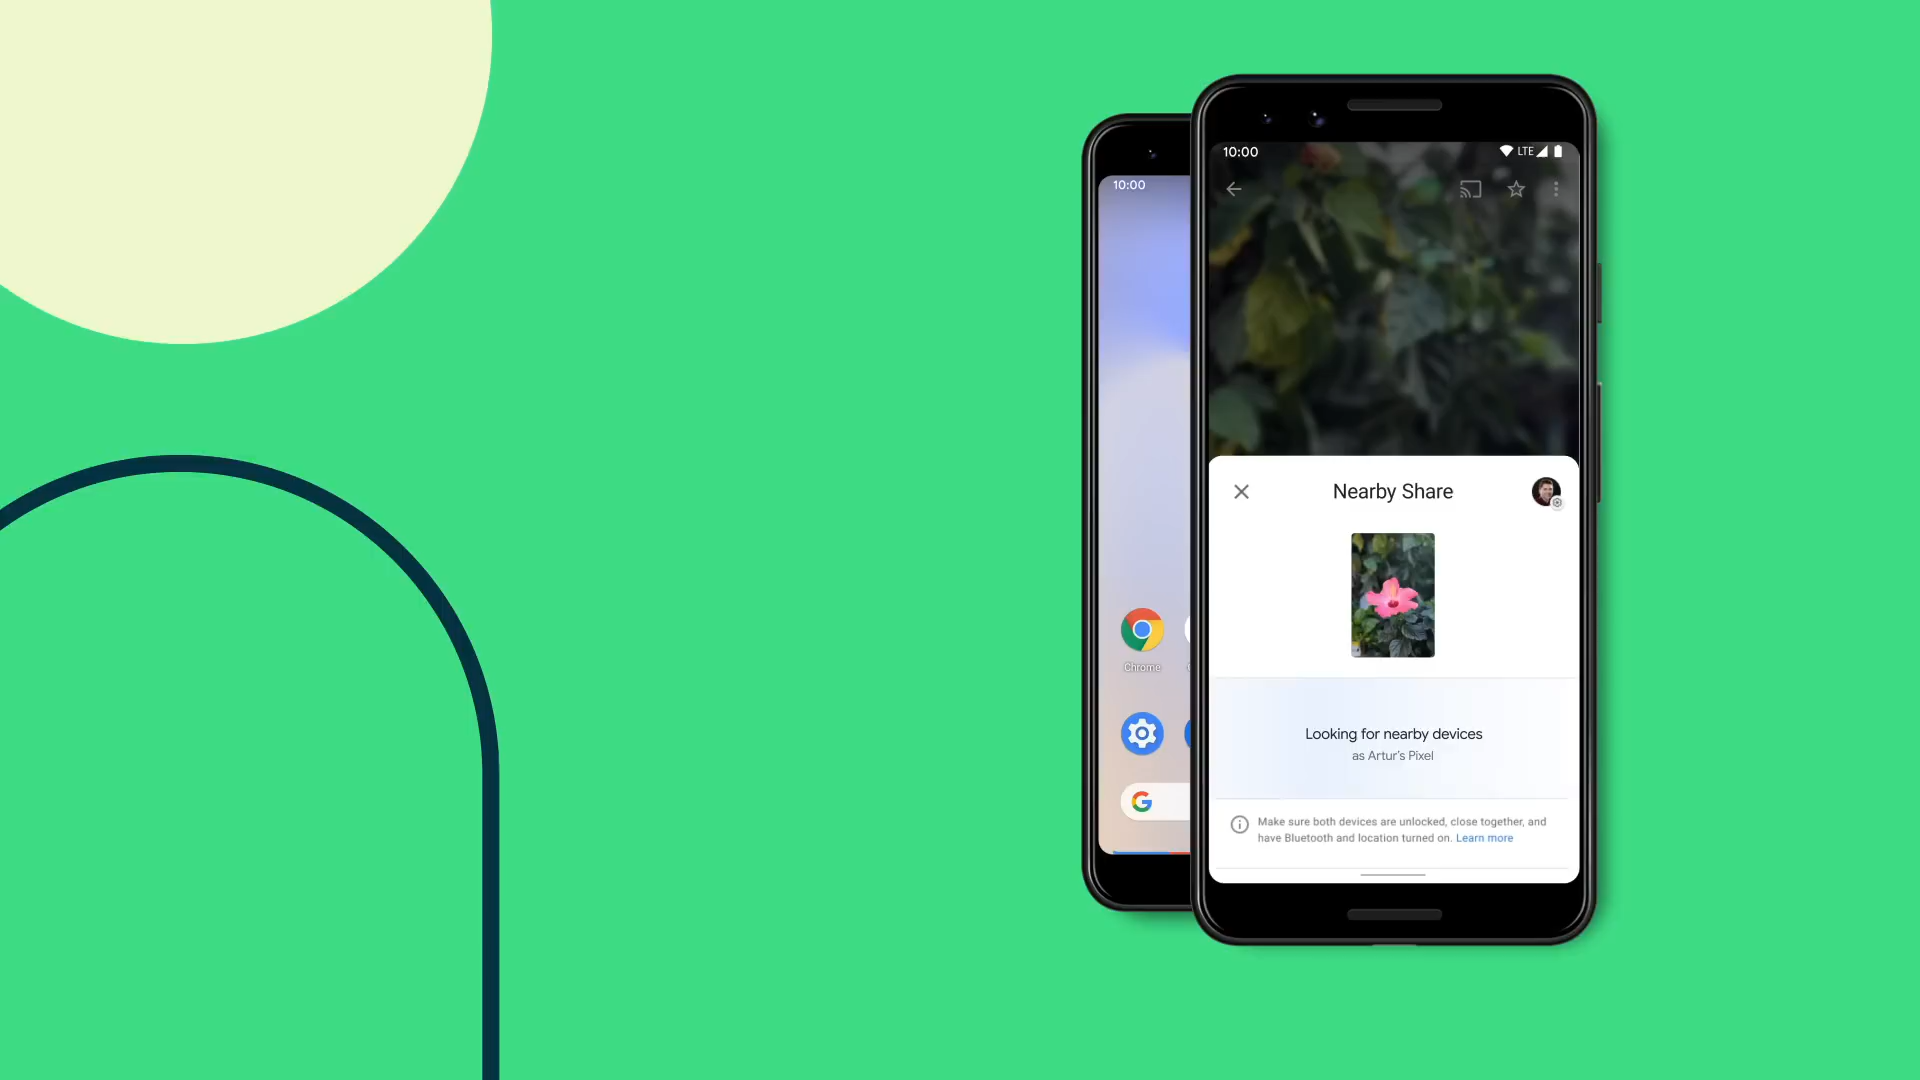 10:00
Chrome
10:00
LTE
Nearby Share
Looking for nearby devices
as Artur's Pixel
Make sure both devices are unlocked, close together, and
have Bluetooth and location turned on. Learn more